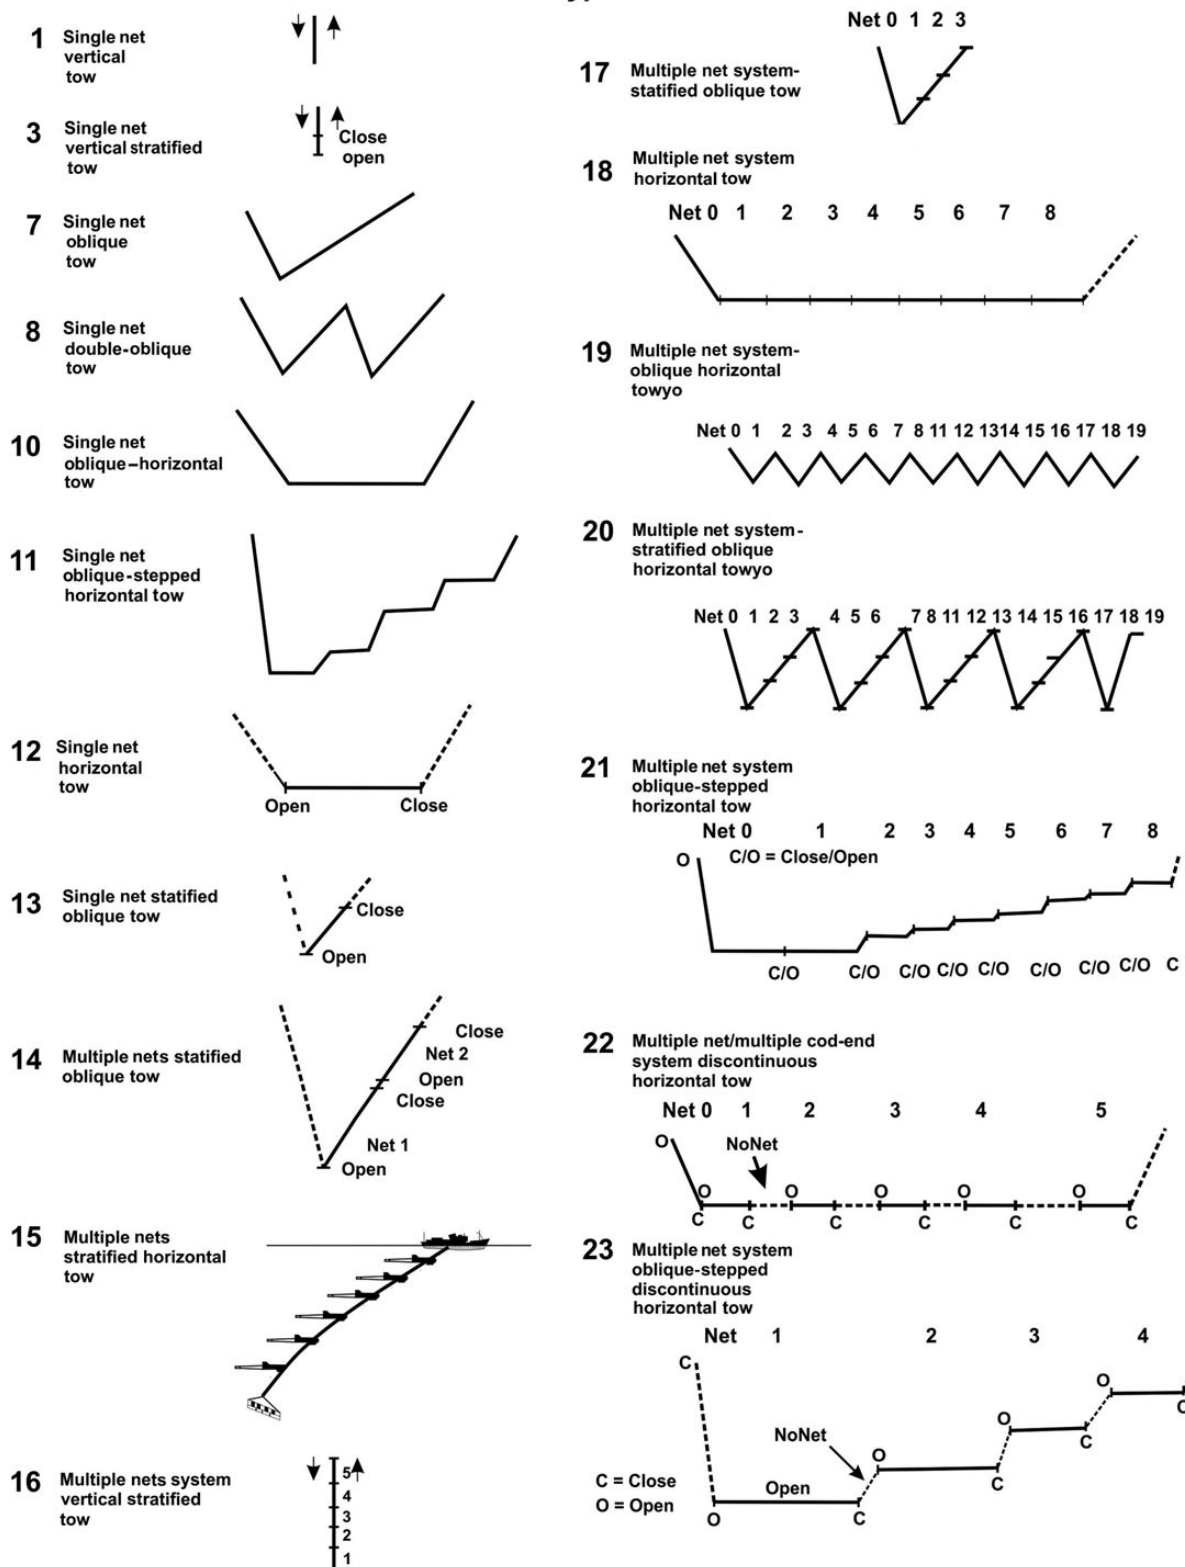 1 Single net
vertical
tow
3 Single net
vertical stratified
tow
Close
open
7 Single net
oblique
tow
8 Single net
double-oblique
tow
10 Single net
oblique-horizontal
tow
11 Single net
oblique-stepped
horizontal tow
12 Single net
horizontal
tow
Open Close
13 Single net statified
oblique tow
Close
Open
14 Multiple nets statified
oblique tow
Close
Net 2
Open
Close
Net 1
Open
15 Multiple nets
stratified horizontal
tow
16 Multiple nets system
vertical stratified
tow
5
4
3
2
1
17 Multiple net system-
statified oblique tow
Net 0 1 2 3
18 Multiple net system
horizontal tow
Net 0 1 2 3 4 5 6 7 8
19 Multiple net system-
oblique horizontal
towyo
Net 0 1 2 3 4 5 6 7 8 11 12 13 14 15 16 17 18 19
20 Multiple net system-
stratified oblique
horizontal towyo
Net 0 1 2 3 4 5 6 7 8 11 12 13 14 15 16 17 18 19
21 Multiple net system
oblique-stepped
horizontal tow
Net 0 1 2 3 4 5 6 7 8
O C/O = Close/Open
C/O C/O C/O C/O C/O C/O C/O C/O C
22 Multiple net/multiple cod-end
system discontinuous
horizontal tow
Net 0 1 2 3 4 5
O NoNet
O O O O O
C C C C C C
23 Multiple net system
oblique-stepped
discontinuous
horizontal tow
Net 1 2 3 4
C
O
C
O
C
NoNet
O
C
C = Close
Open
O = Open
O C